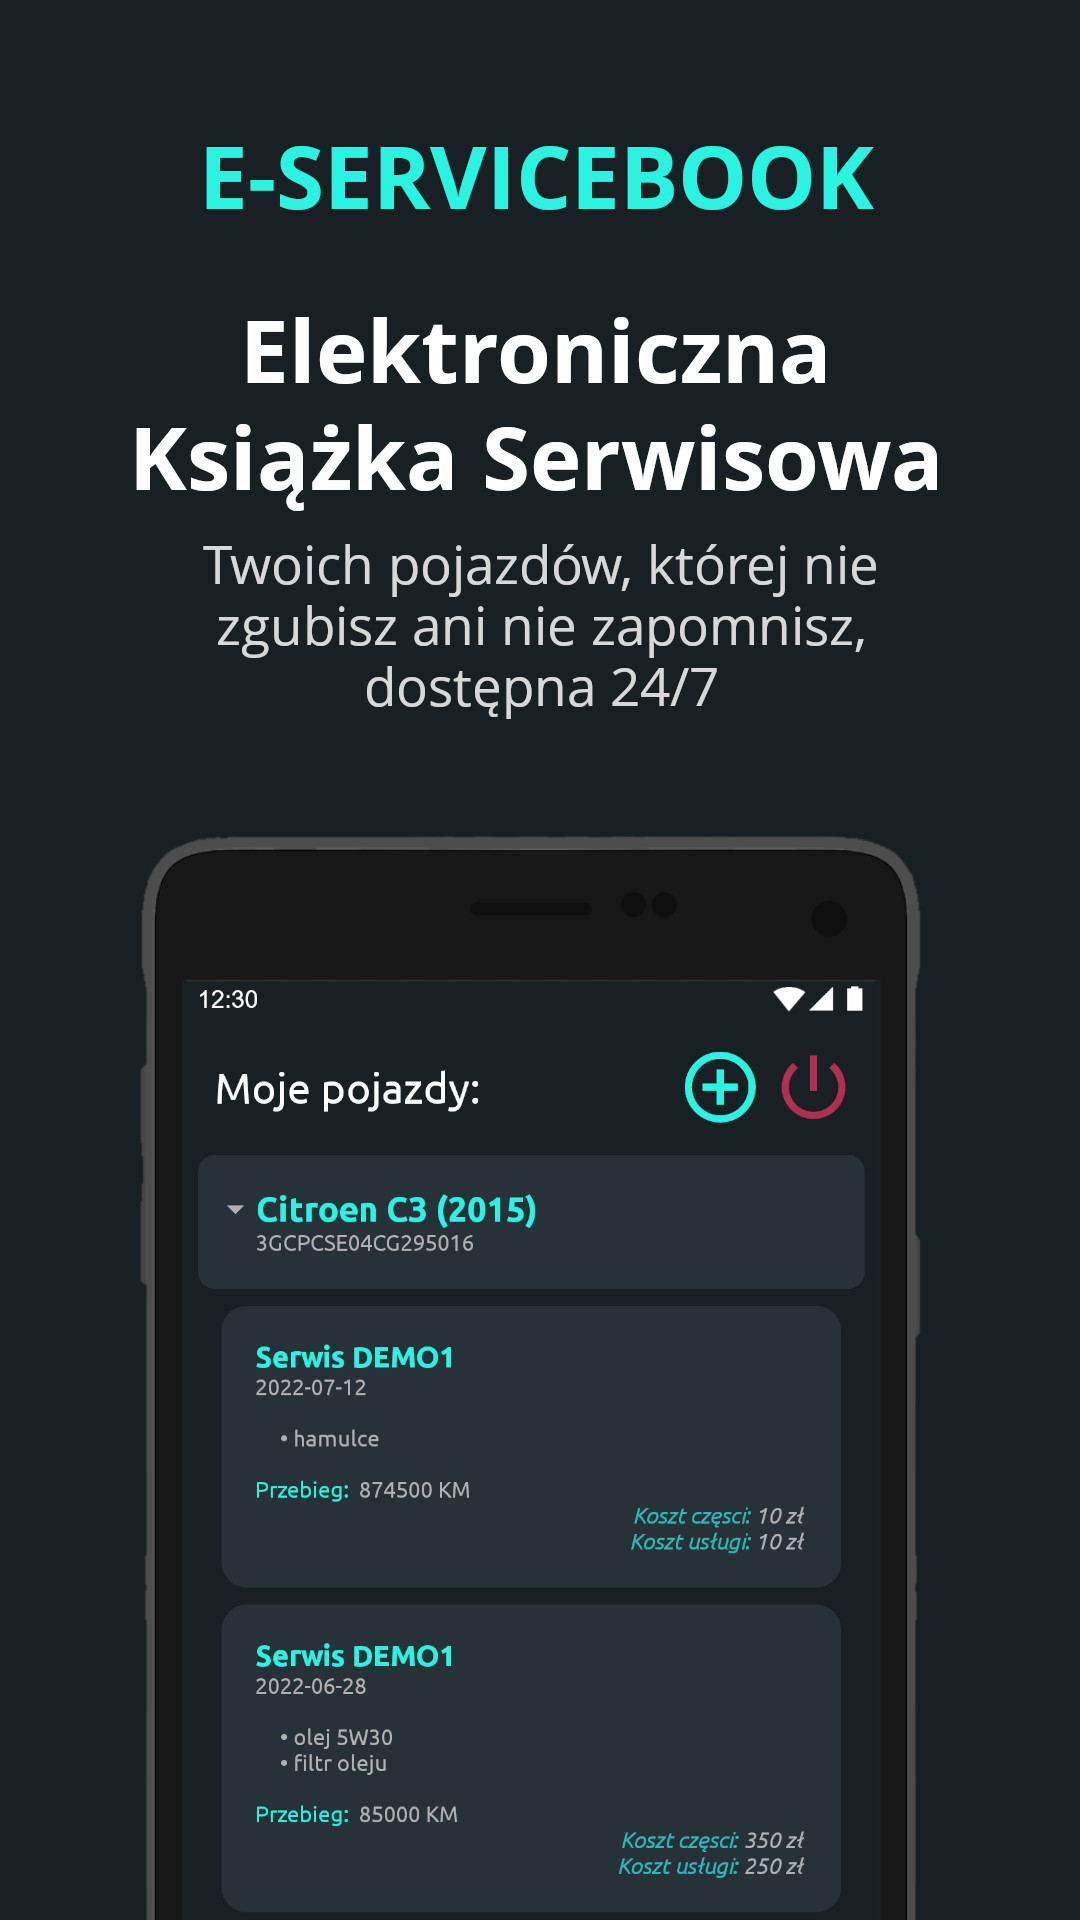 E-SERVICEBOOK
Elektroniczna
Książka Serwisowa
Twoich pojazdów, której nie
zgubisz ani nie zapomnisz,
dostępna 24/7
12:30
Moje pojazdy:
Citroen C3 (2015)
3GCPCSE04CG295016
Serwis DEMO1
2022-07-12
• hamulce
Przebieg: 874500 KM
Koszt częsci: 10 zł
Koszt usługi: 10 zł
Serwis DEMO1
2022-06-28
• olej 5W30
• filtr oleju
Przebieg: 85000 KM
Koszt częsci: 350 zł
Koszt usługi: 250 zł